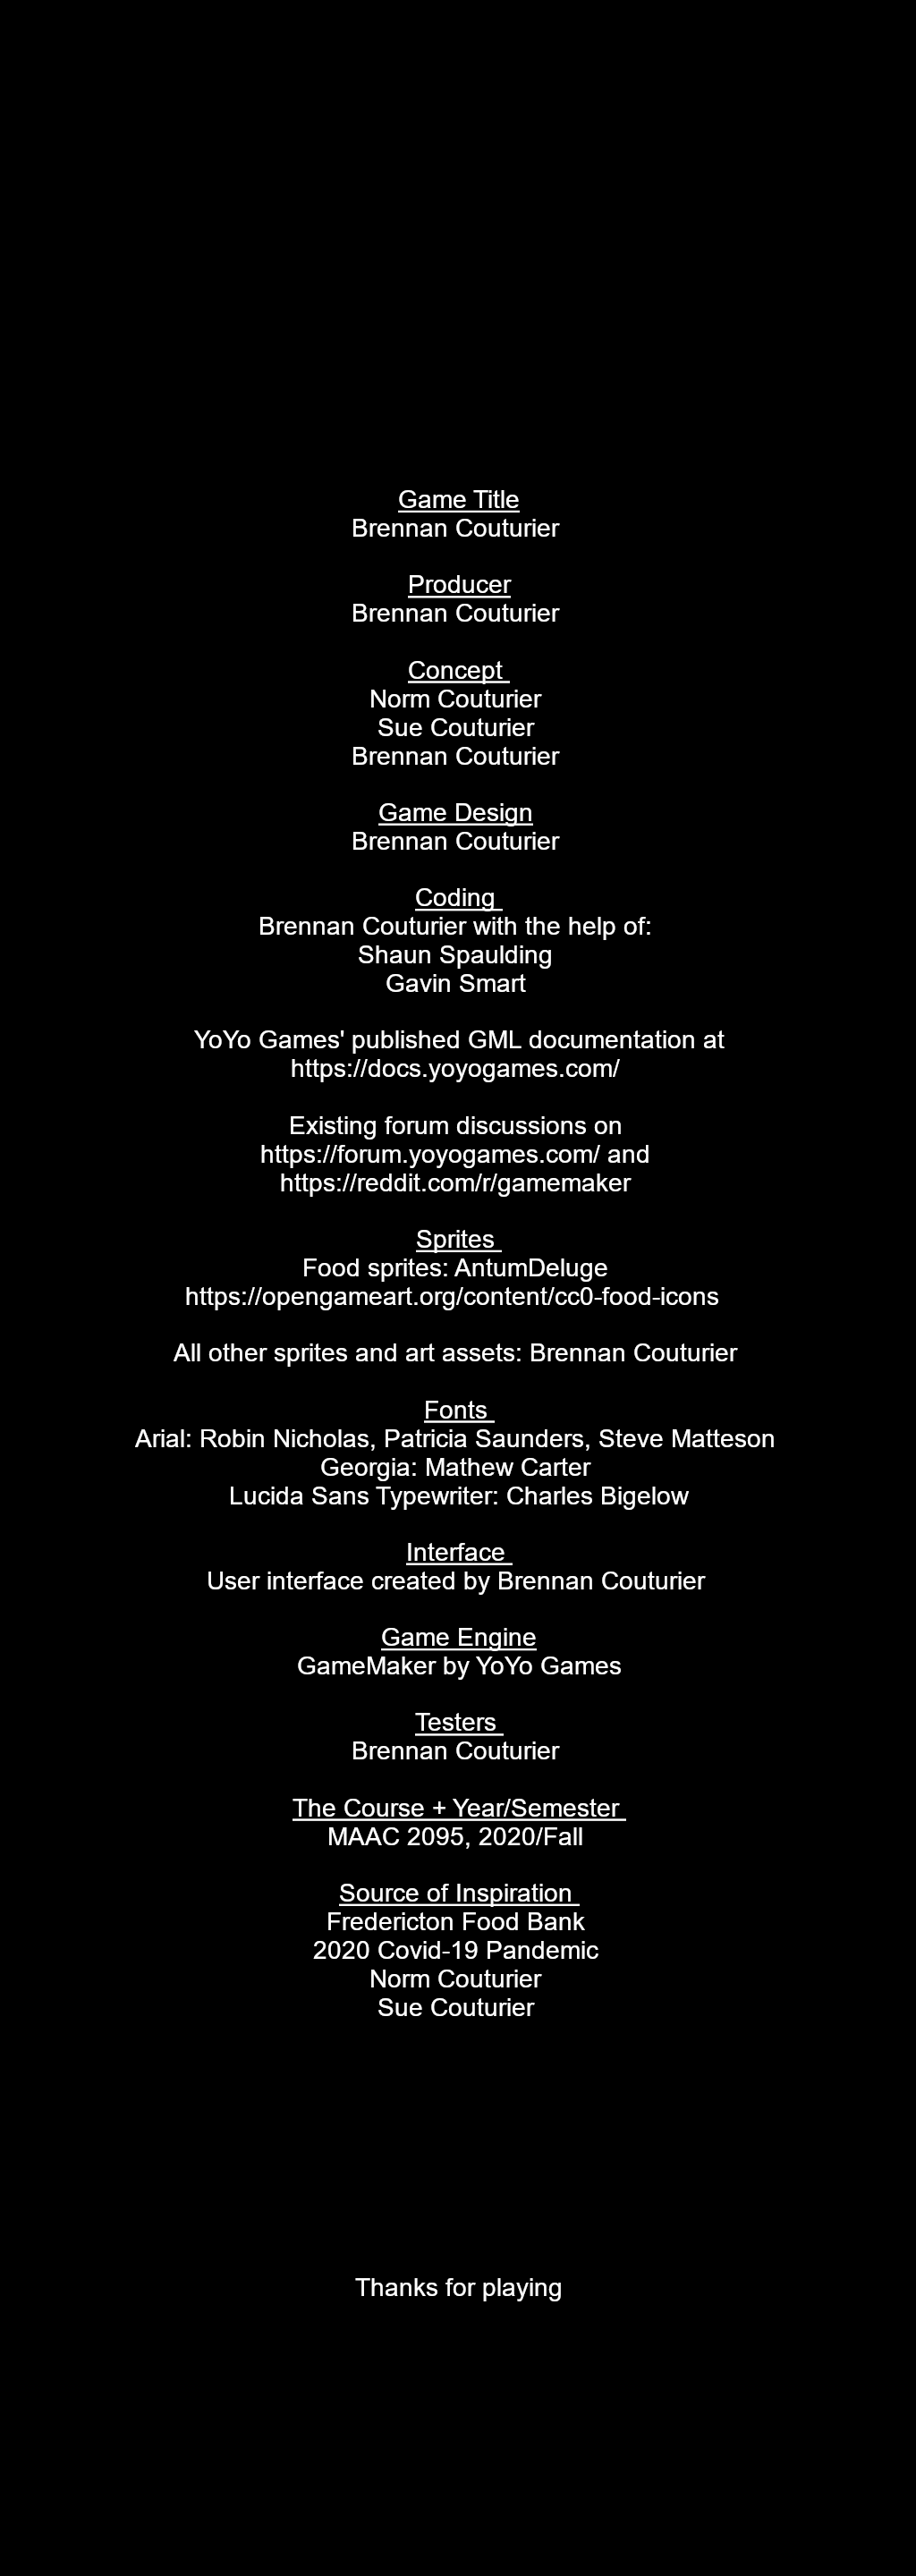 Game Title
Brennan Couturier
Producer
Brennan Couturier
Concept
Norm Couturier
Sue Couturier
Brennan Couturier
Game Design
Brennan Couturier
Coding
Brennan Couturier with the help of:
Shaun Spaulding
Gavin Smart
YoYo Games' published GML documentation at
https://docs.yoyogames.com/
Existing forum discussions on
https://forum.yoyogames.com/ and
https://reddit.com/r/gamemaker
Sprites
Food sprites: AntumDeluge
https://opengameart.org/content/cc0-food-icons
All other sprites and art assets: Brennan Couturier
Fonts
Arial: Robin Nicholas, Patricia Saunders, Steve Matteson
Georgia: Mathew Carter
Lucida Sans Typewriter: Charles Bigelow
Interface
User interface created by Brennan Couturier
Game Engine
GameMaker by YoYo Games
Testers
Brennan Couturier
The Course + Year/Semester
MAAC 2095, 2020/Fall
Source of Inspiration
Fredericton Food Bank
2020 Covid-19 Pandemic
Norm Couturier
Sue Couturier
Thanks for playing